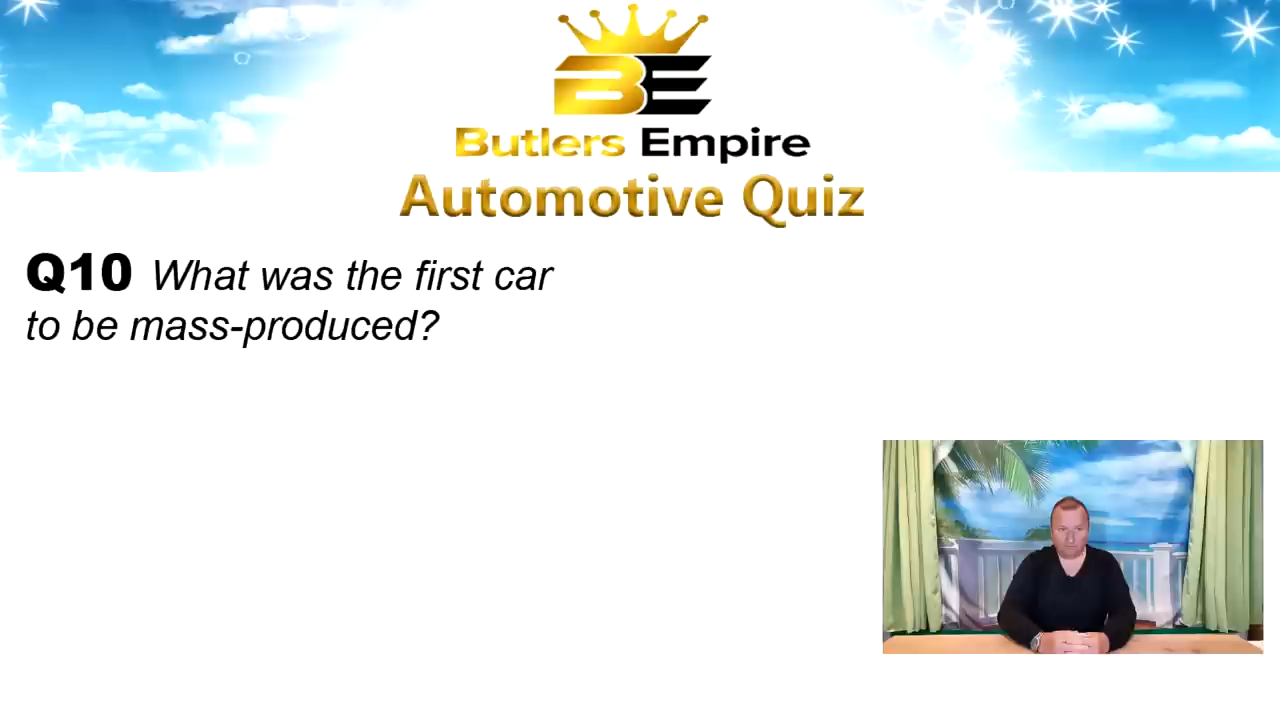 BE
Butlers Empire
Automotive Quiz
Q10 What was the first car
to be mass-produced?